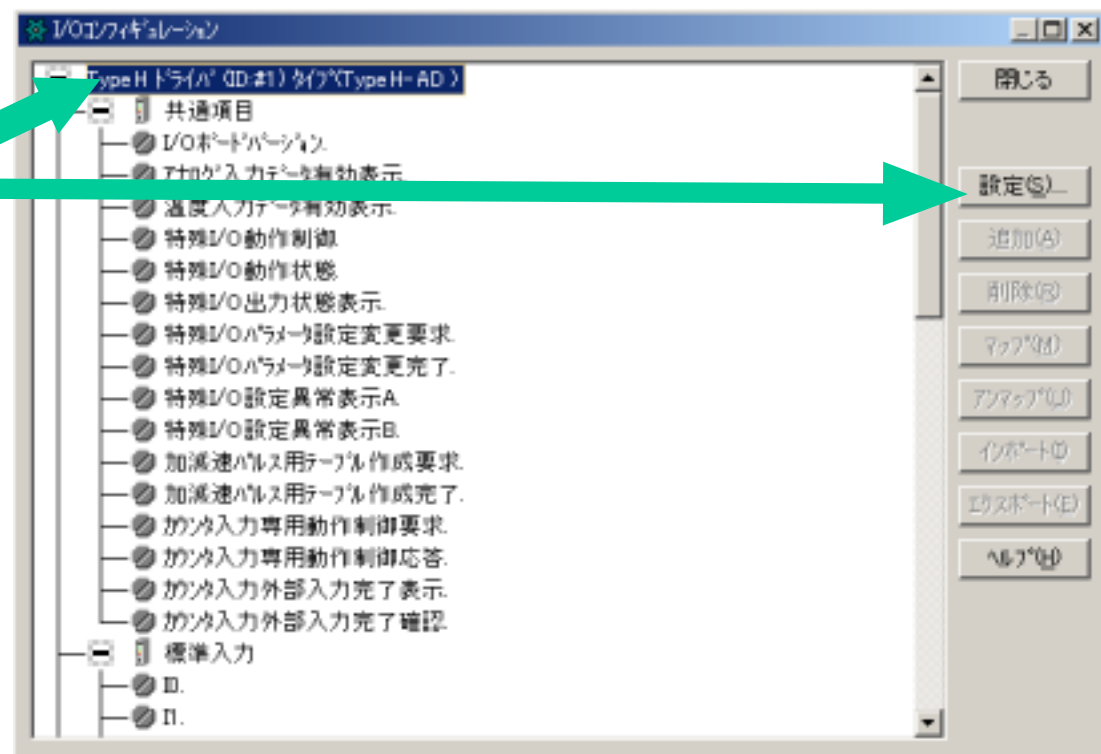 I/Oコンフィギュレーション
Type H ドライバ (ID:#1) タイプ(Type H-AD )
閉じる
共通項目
I/Oボードバージョン.
アナログ入力データ有効表示.
設定(S)...
温度入力データ有効表示.
特殊I/O動作制御.
追加(A)
特殊I/O動作状態.
削除(R)
特殊I/O出力状態表示.
特殊I/Oパラメータ設定変更要求.
マップ(M)
特殊I/Oパラメータ設定変更完了.
特殊I/O設定異常表示A.
アンマップ(U)
特殊I/O設定異常表示B.
加減速パルス用テーブル作成要求.
インポート(I)
加減速パルス用テーブル作成完了.
エクスポート(E)
カウンタ入力専用動作制御要求.
カウンタ入力専用動作制御応答.
ヘルプ(H)
カウンタ入力外部入力完了表示.
カウンタ入力外部入力完了確認.
標準入力
I0.
I1.